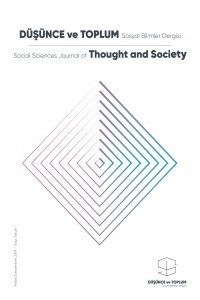 DÜŞÜNCE ve TOPLUM Sosyal Bilimler Dergisi
Social Sciences Journal of Thought and Society
DÜŞÜNCE ve TOPLUM